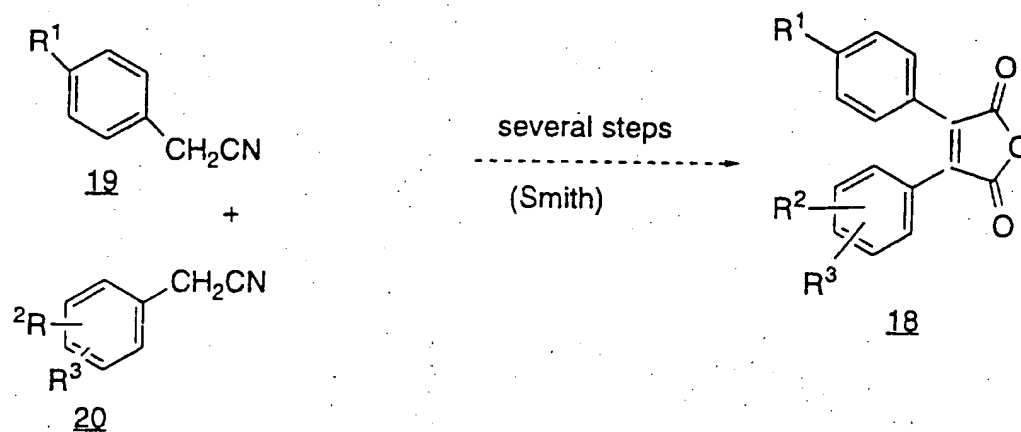 R¹
CH₂CN
19
+
CH₂CN
²R
R³
20
several steps
(Smith)
R¹
O
O
O
R²
R³
18